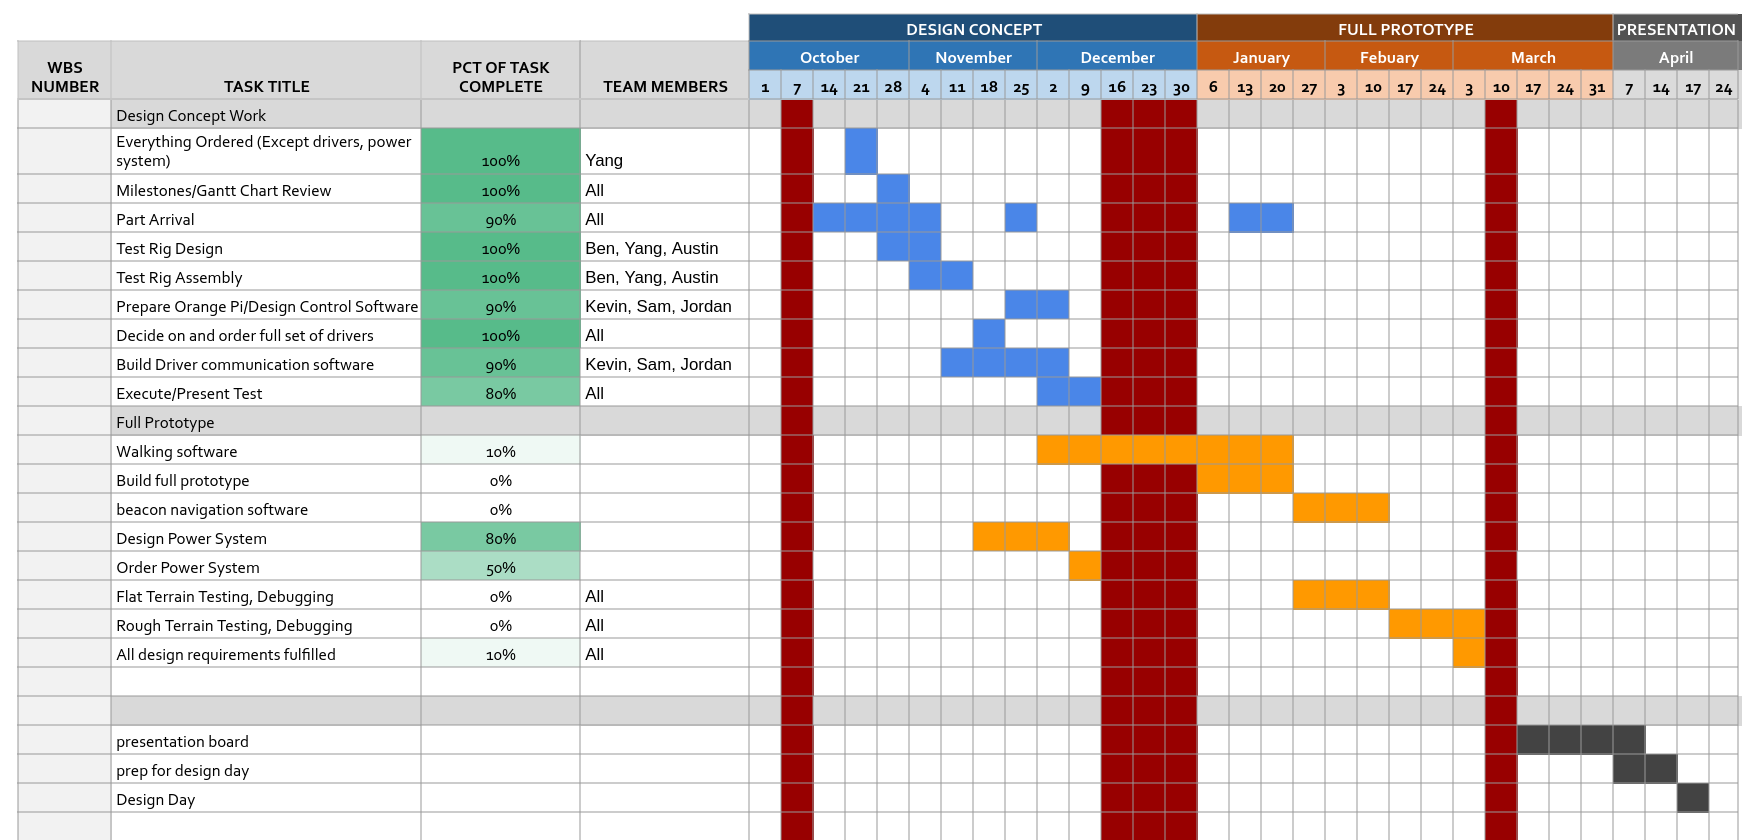 DESIGN CONCEPT FULL PROTOTYPE PRESENTATION
October November December January Febuary March April
WBS NUMBER TASK TITLE PCT OF TASK COMPLETE TEAM MEMBERS 1 7 14 21 28 4 11 18 25 2 9 16 23 30 6 13 20 27 3 10 17 24 3 10 17 24 31 7 14 17 24
Design Concept Work
Everything Ordered (Except drivers, power
system) 100% Yang
Milestones/Gantt Chart Review 100% All
Part Arrival 90% All
Test Rig Design 100% Ben, Yang, Austin
Test Rig Assembly 100% Ben, Yang, Austin
Prepare Orange Pi/Design Control Software 90% Kevin, Sam, Jordan
Decide on and order full set of drivers 100% All
Build Driver communication software 90% Kevin, Sam, Jordan
Execute/Present Test 80% All
Full Prototype
Walking software 10%
Build full prototype 0%
beacon navigation software 0%
Design Power System 80%
Order Power System 50%
Flat Terrain Testing, Debugging 0% All
Rough Terrain Testing, Debugging 0% All
All design requirements fulfilled 10% All
presentation board
prep for design day
Design Day